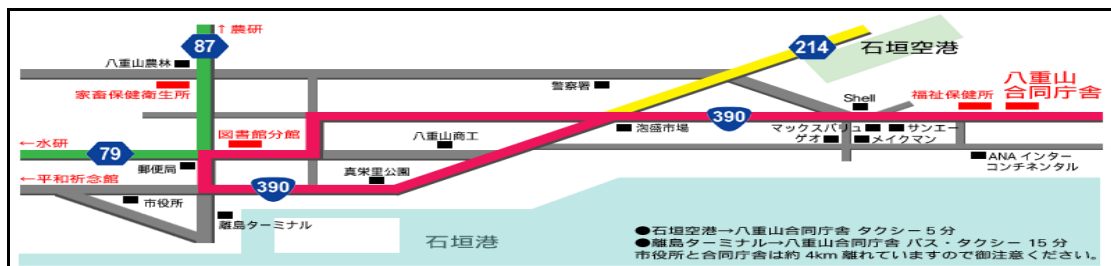 ↑農研
87
八重山農林
家畜保健衛生所
214
石垣空港
警察署
Shell
福祉保健所
八重山
合同庁舎
図書館分館
八重山商工
泡盛市場
390
マックスバリュ
サンエー
ゲオ
メイクマン
←水研
79
郵便局
ANAインター
コンチネンタル
←平和祈念館
390
真栄里公園
市役所
離島ターミナル
石垣港
●石垣空港→八重山合同庁舎 タクシー5分
●離島ターミナル→八重山合同庁舎 バス・タクシー 15分
市役所と合同庁舎は約4km離れていますので御注意ください。